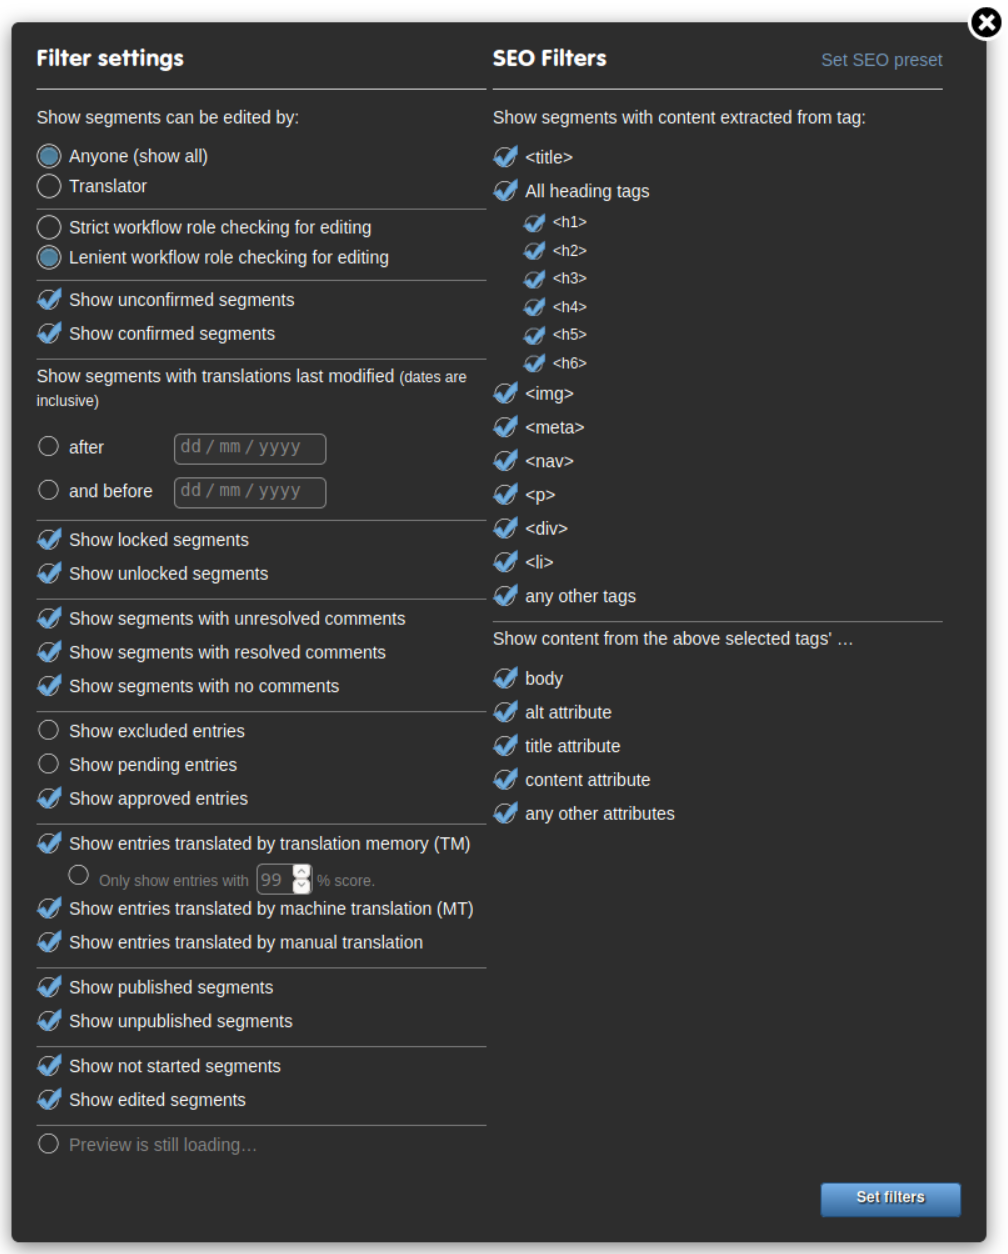 Filter settings
Show segments can be edited by:
Anyone (show all)
Translator
Strict workflow role checking for editing
Lenient workflow role checking for editing
Show unconfirmed segments
Show confirmed segments
Show segments with translations last modified (dates are
inclusive)
after dd / mm / yyyy
and before dd / mm / yyyy
Show locked segments
Show unlocked segments
Show segments with unresolved comments
Show segments with resolved comments
Show segments with no comments
Show excluded entries
Show pending entries
Show approved entries
Show entries translated by translation memory (TM)
Only show entries with 99 % score.
Show entries translated by machine translation (MT)
Show entries translated by manual translation
Show published segments
Show unpublished segments
Show not started segments
Show edited segments
Preview is still loading…
SEO Filters Set SEO preset
Show segments with content extracted from tag:
<title>
All heading tags
<h1>
<h2>
<h3>
<h4>
<h5>
<h6>
<img>
<meta>
<nav>
<p>
<div>
<li>
any other tags
Show content from the above selected tags' …
body
alt attribute
title attribute
content attribute
any other attributes
Set filters